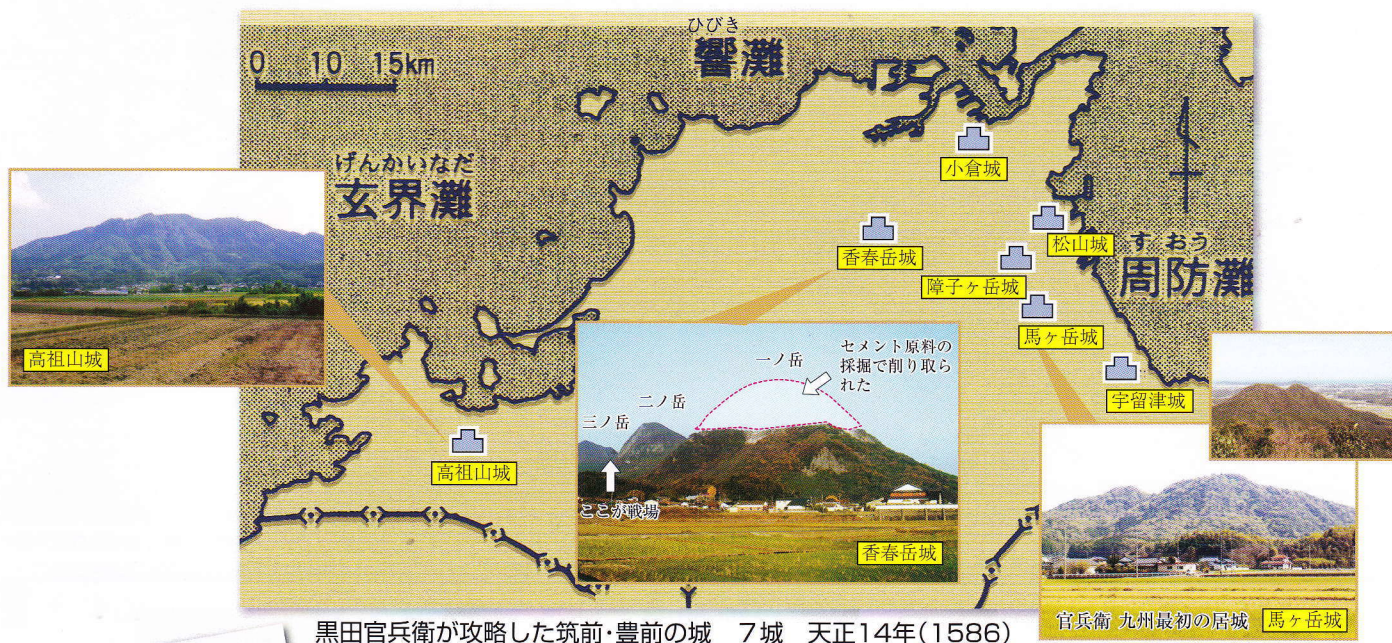 ひびき
響灘
0 10 15km
げんかいなだ
玄界灘
小倉城
松山城
香春岳城
すおう
周防灘
障子ヶ岳城
馬ヶ岳城
宇留津城
高祖山城
高祖山城
一ノ岳
セメント原料の
採掘で削り取ら
れた
二ノ岳
三ノ岳
ここが戦場
香春岳城
官兵衛 九州最初の居城 馬ヶ岳城
黒田官兵衛が攻略した筑前・豊前の城 7城 天正14年(1586)